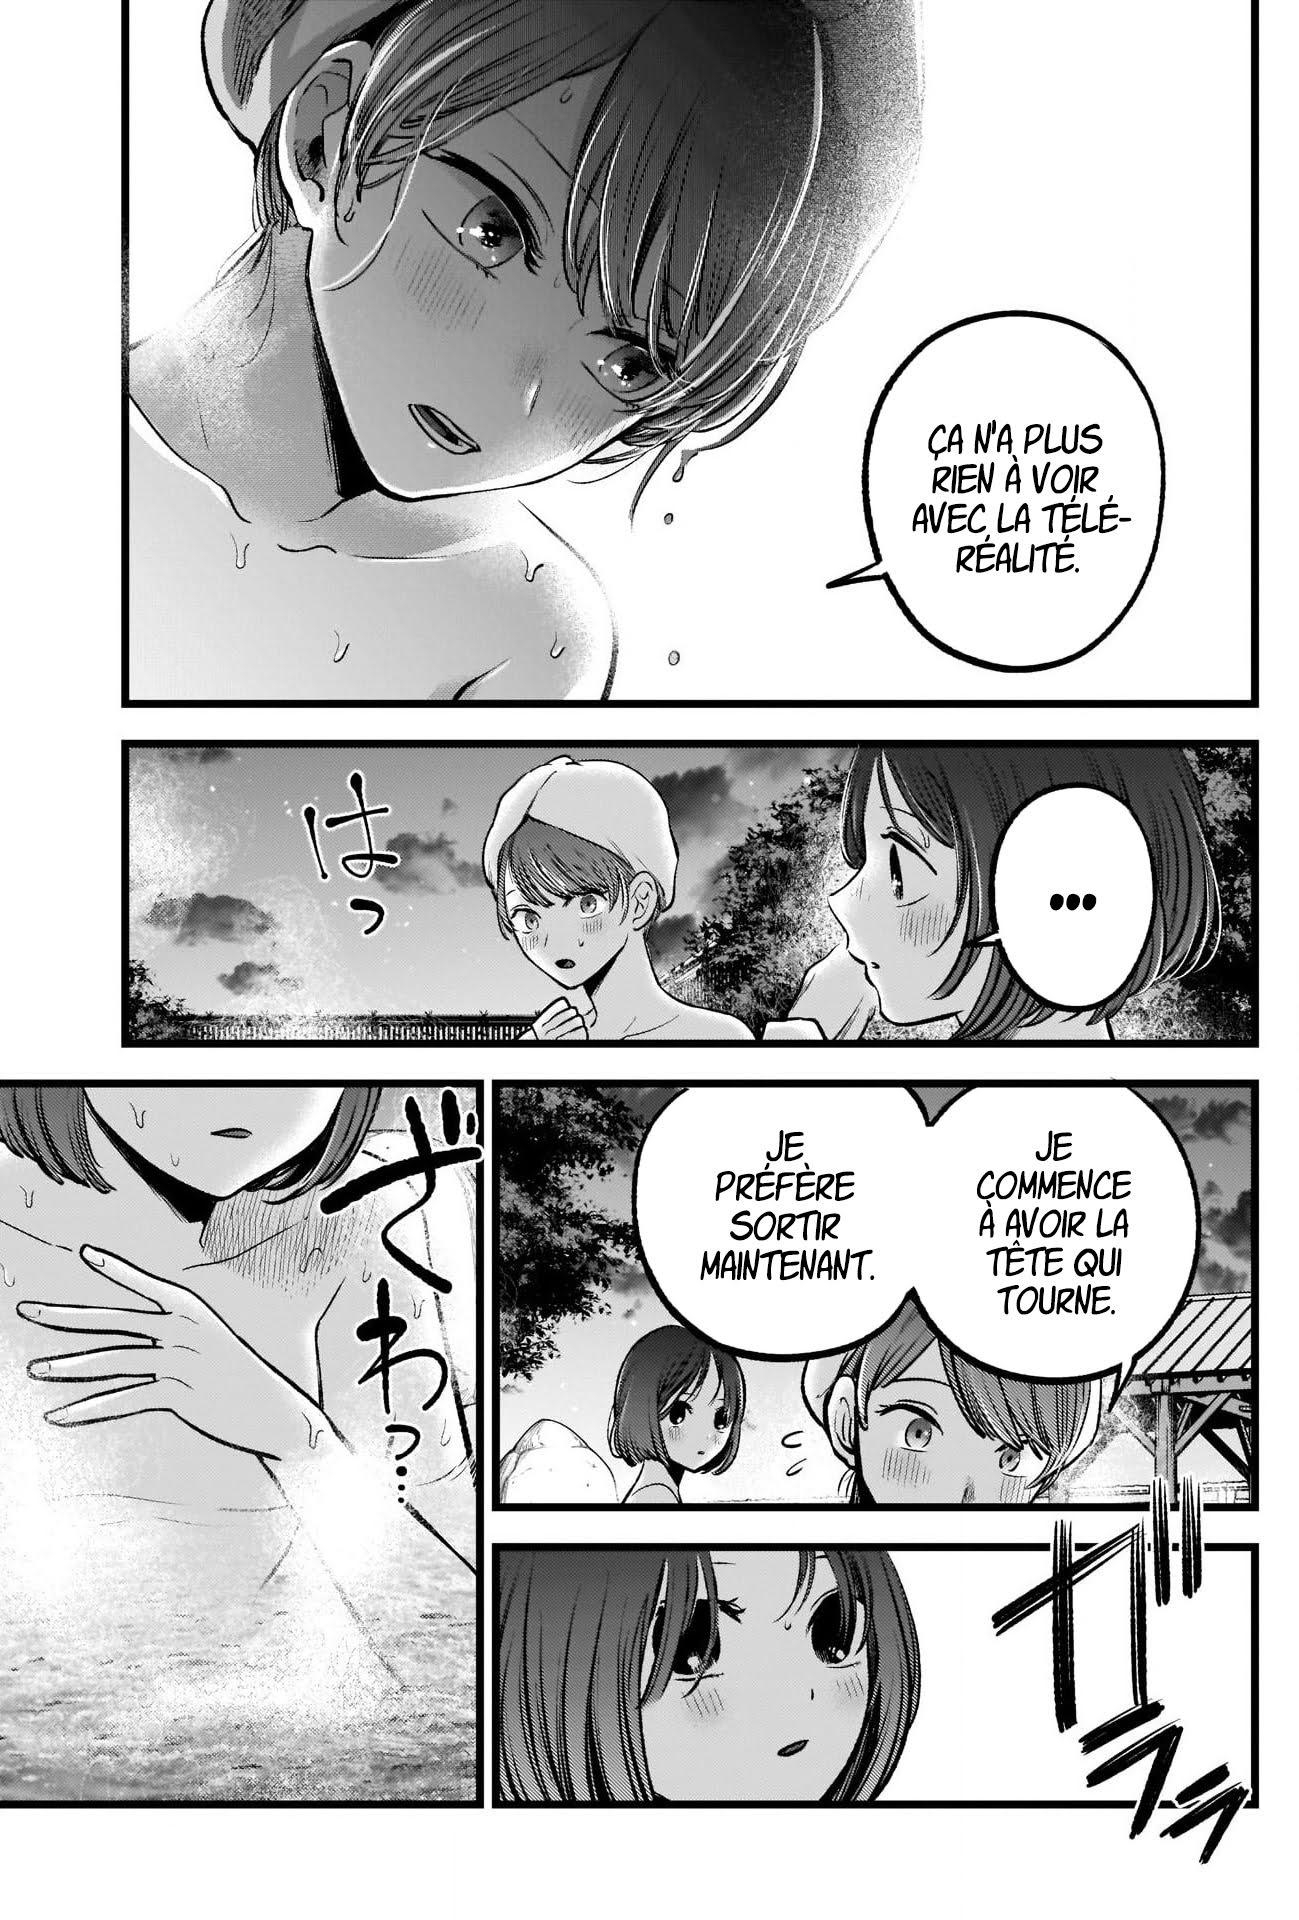 ÇA N'A PLUS
RIEN À VOIR
AVEC LA TÉLÉ-
RÉALITÉ.
...
はっ
JE
COMMENCE
À AVOIR LA
TÊTE QUI
TOURNE.
JE
PRÉFÈRE
SORTIR
MAINTENANT.
ガララ
ざわっ…